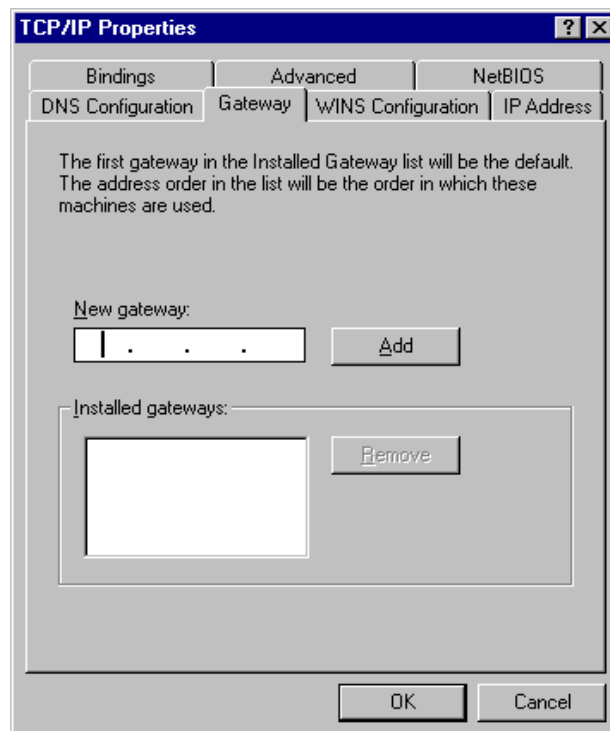 TCP/IP Properties
Bindings Advanced NetBIOS
DNS Configuration Gateway WINS Configuration IP Address
The first gateway in the Installed Gateway list will be the default.
The address order in the list will be the order in which these
machines are used.
New gateway:
. . .
Add
Installed gateways:
Remove
OK Cancel